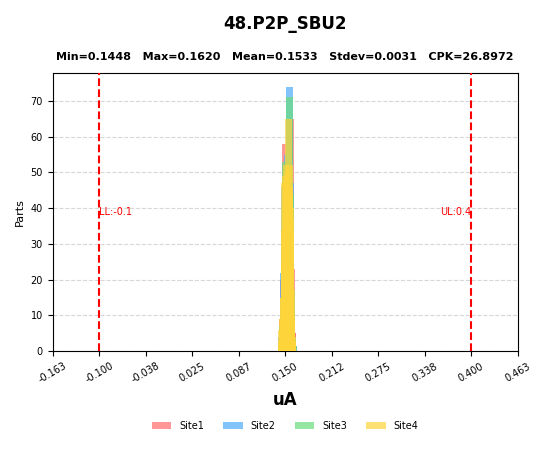 48.P2P_SBU2
Min=0.1448 Max=0.1620 Mean=0.1533 Stdev=0.0031 CPK=26.8972
70
60
50
40
30
20
10
0
Parts
LL:-0.1
UL:0.4
-0.163
-0.100
-0.038
0.025
0.087
0.150
0.212
0.275
0.338
0.400
0.463
uA
Site1 Site2 Site3 Site4